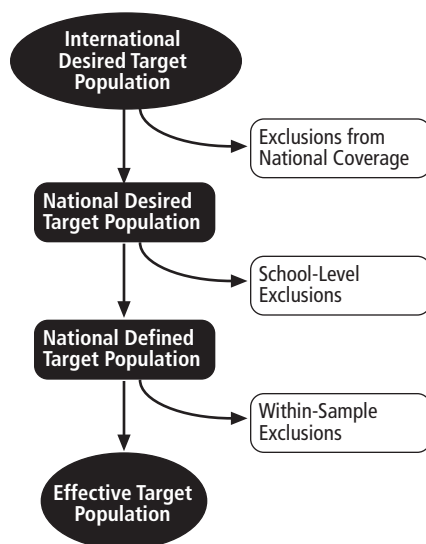 International
Desired Target
Population
Exclusions from
National Coverage
National Desired
Target Population
School-Level
Exclusions
National Defined
Target Population
Within-Sample
Exclusions
Effective Target
Population